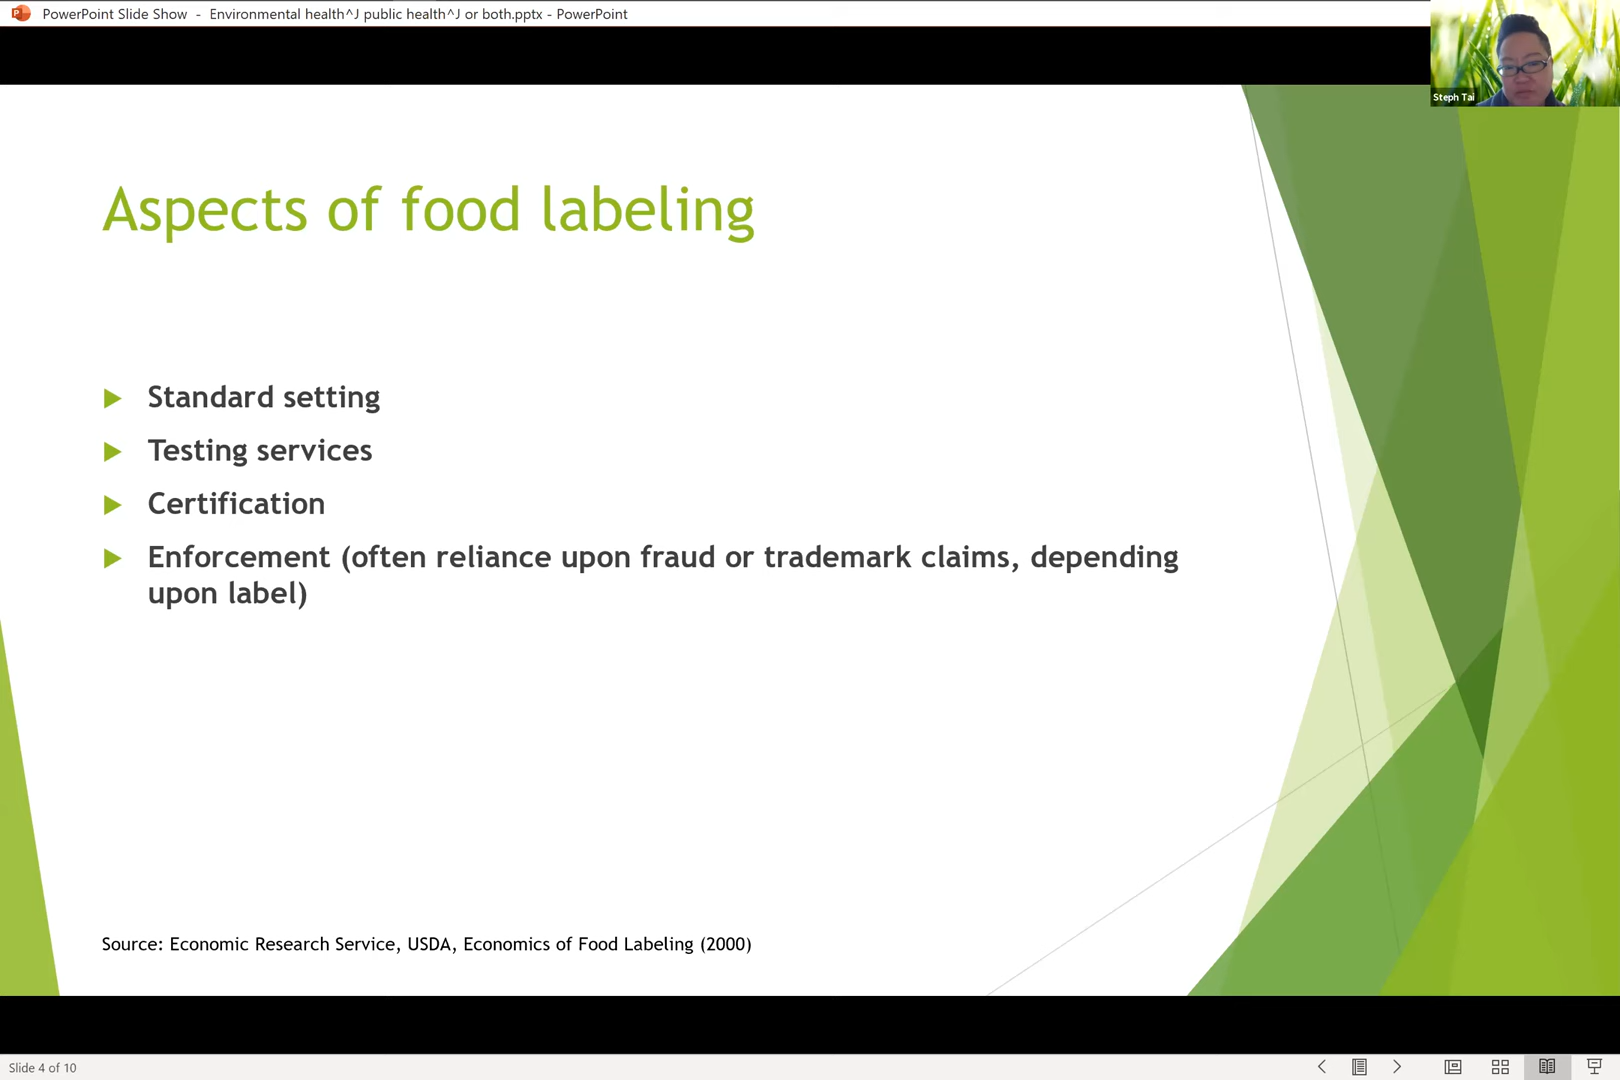 PowerPoint Slide Show - Environmental health^J public health^J or both.pptx - PowerPoint
Steph Tai
Aspects of food labeling
Standard setting
Testing services
Certification
Enforcement (often reliance upon fraud or trademark claims, depending
upon label)
Source: Economic Research Service, USDA, Economics of Food Labeling (2000)
Slide 4 of 10